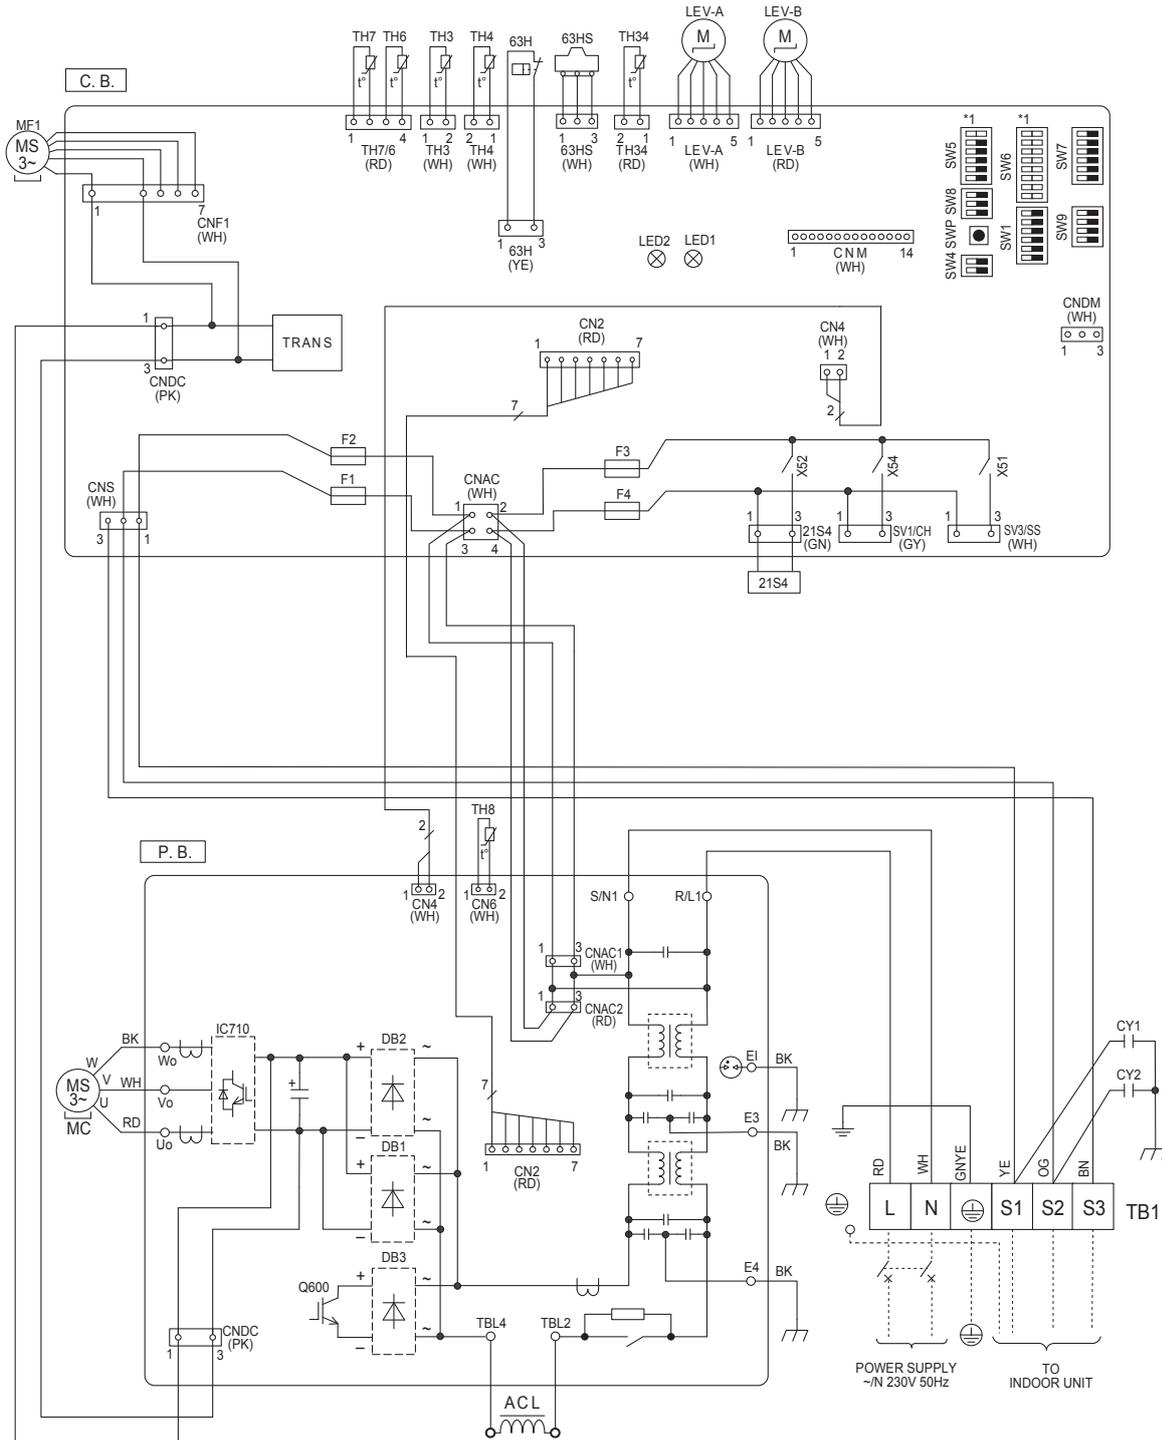 LEV-A LEV-B
TH7 TH6 TH3 TH4 63H 63HS TH34
M M
t° t° t° t° t°
C. B.
MF1
MS
3~
1 4 1 2 2 1 1 3 2 1 1 5 1 5
TH7/6
(RD)
TH3
(WH)
TH4
(WH)
63HS
(WH)
TH34
(RD)
LEV-A
(WH)
LEV-B
(RD)
*1 *1
SW5 SW6 SW7
SW8
SWP SW1 SW9
SW4
1 7
CNF1
(WH)
1 3
63H
(YE)
LED2 LED1
1 14
CNM
(WH)
CNDM
(WH)
1 3
1
3
CNDC
(PK)
TRANS
CN2
(RD)
1 7
7
CN4
(WH)
1 2
2
F2
F1
F3
F4
X52 X54 X51
CNS
(WH)
3 1
CNAC
(WH)
1 2
3 4
1 3
21S4
(GN)
1 3
SV1/CH
(GY)
1 3
SV3/SS
(WH)
21S4
P. B.
2
TH8
t°
1 2
CN4
(WH)
1 2
CN6
(WH)
S/N1 R/L1
1 3
CNAC1
(WH)
1 3
CNAC2
(RD)
IC710
DB2
BK
W
Wo
MS
3~
V
WH
Vo
U
RD
Uo
MC
+
+ ~
- ~
DB1
+ ~
- ~
DB3
+ ~
- ~
Q600
7
1 7
CN2
(RD)
EI BK
E3
BK
E4 BK
TBL4 TBL2
CNDC
(PK)
1 3
ACL
CY1
CY2
RD WH GNYE YE OG BN
L N S1 S2 S3 TB1
POWER SUPPLY
~/N 230V 50Hz
TO
INDOOR UNIT